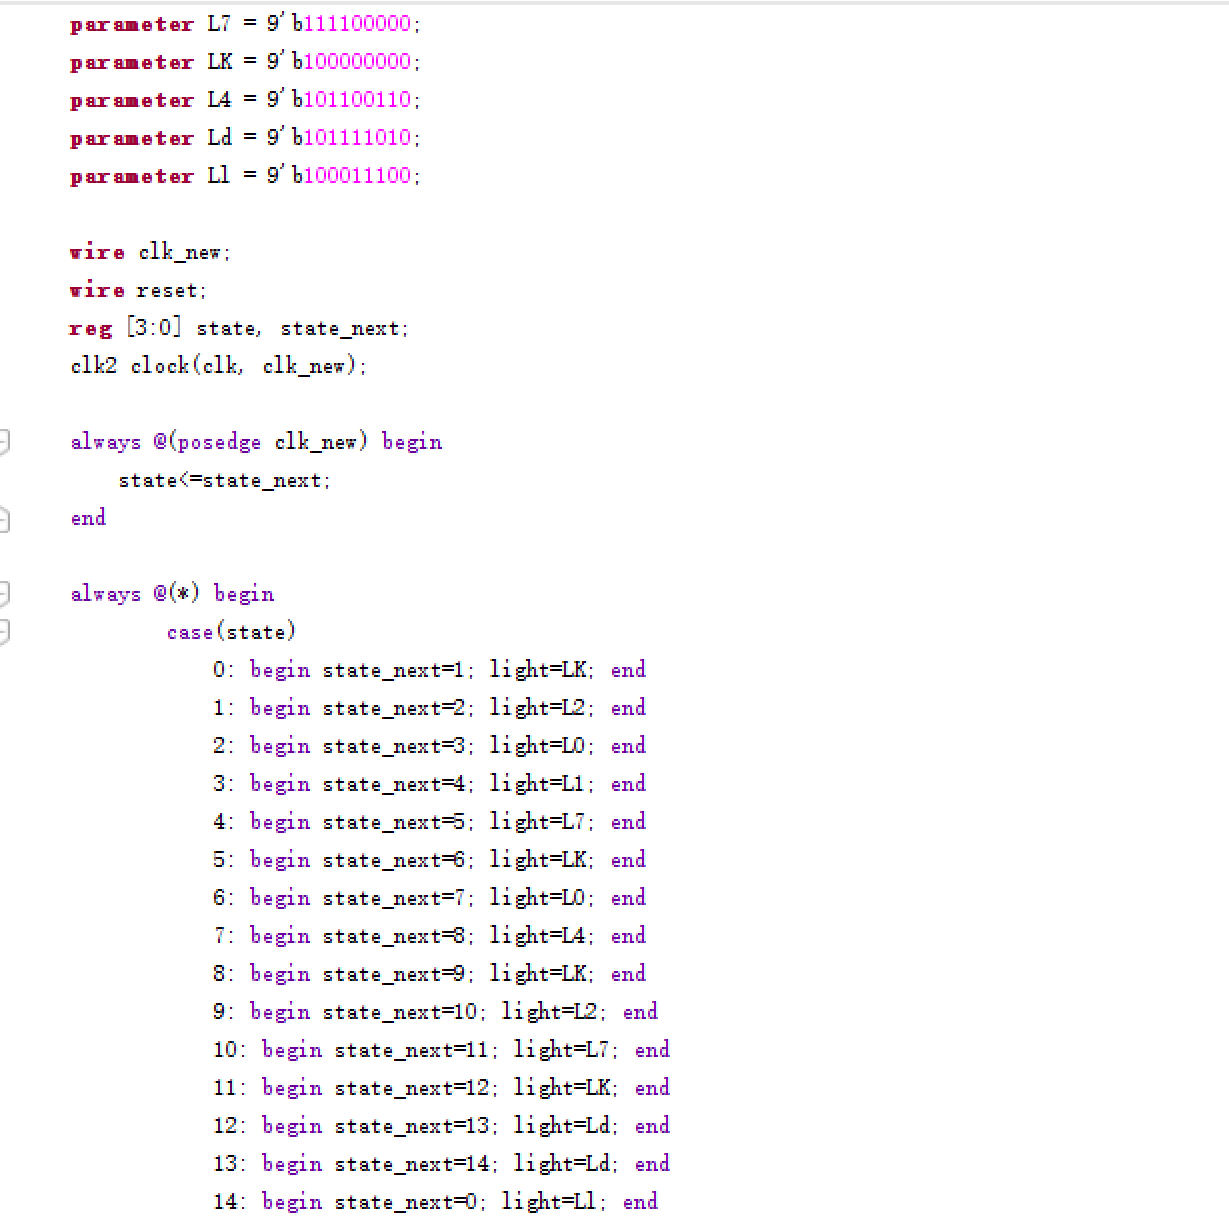 parameter L7 = 9'b111100000;
parameter LK = 9'b100000000;
parameter L4 = 9'b101100110;
parameter Ld = 9'b101111010;
parameter Ll = 9'b100011100;
wire clk_new;
wire reset;
reg [3:0] state, state_next;
clk2 clock(clk, clk_new);
always @(posedge clk_new) begin
state<=state_next;
end
always @(*) begin
case(state)
0: begin state_next=1; light=LK; end
1: begin state_next=2; light=L2; end
2: begin state_next=3; light=L0; end
3: begin state_next=4; light=L1; end
4: begin state_next=5; light=L7; end
5: begin state_next=6; light=LK; end
6: begin state_next=7; light=L0; end
7: begin state_next=8; light=L4; end
8: begin state_next=9; light=LK; end
9: begin state_next=10; light=L2; end
10: begin state_next=11; light=L7; end
11: begin state_next=12; light=LK; end
12: begin state_next=13; light=Ld; end
13: begin state_next=14; light=Ld; end
14: begin state_next=0; light=Ll; end